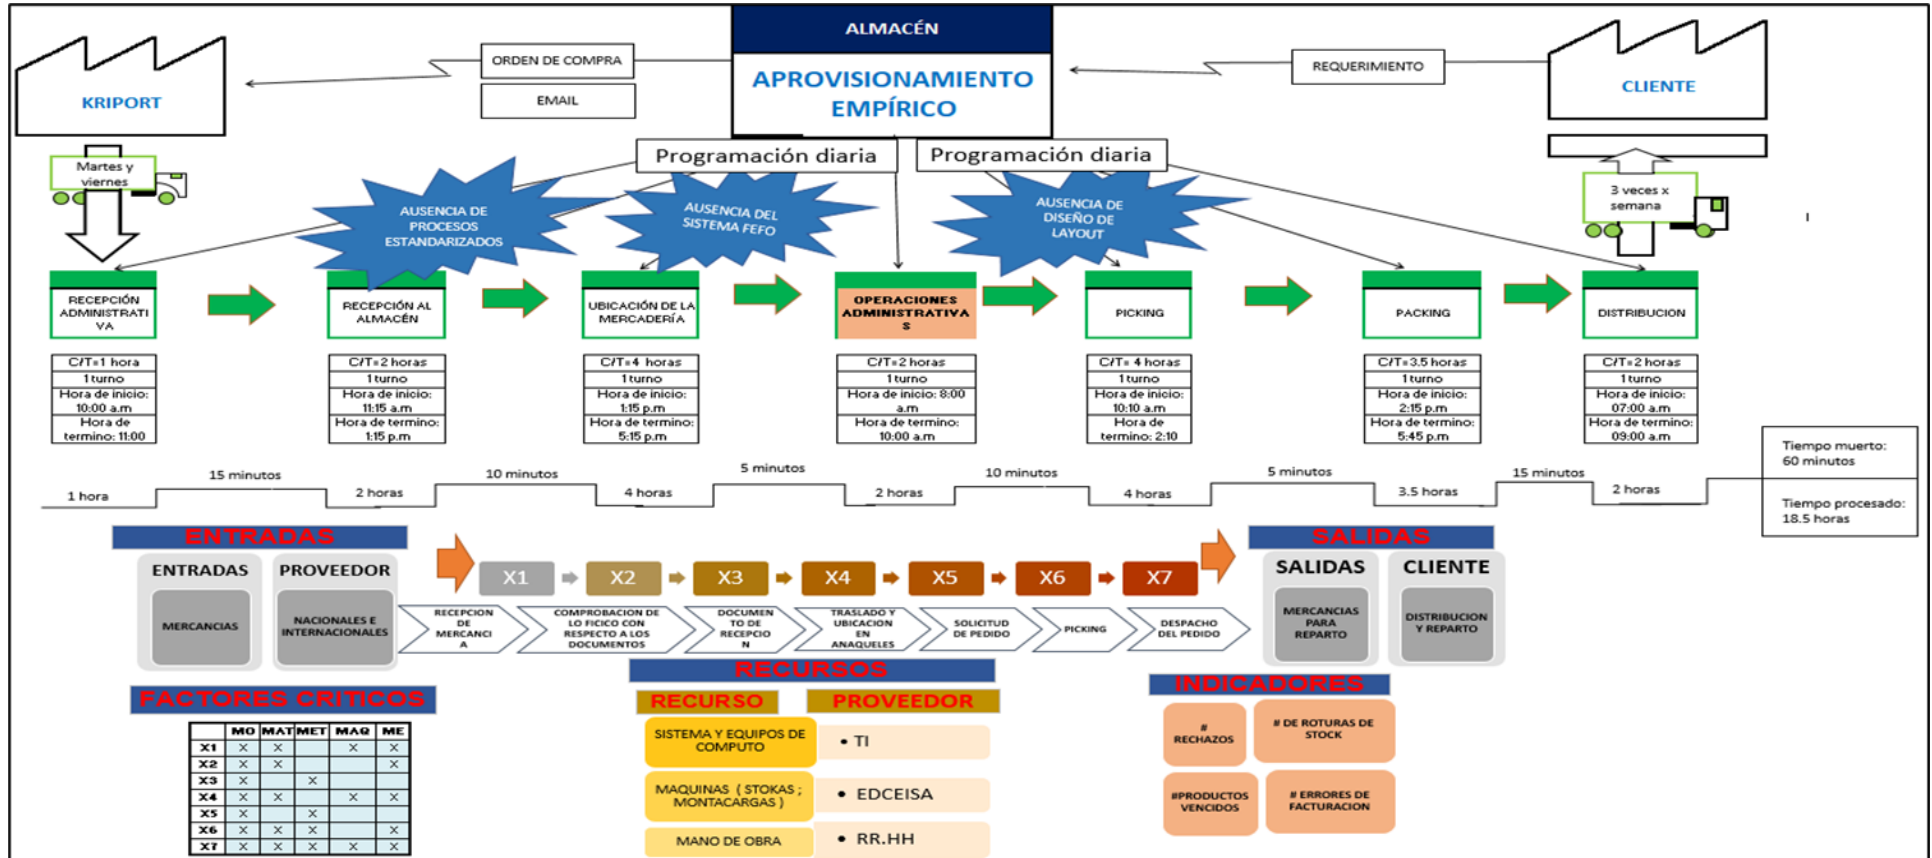 ALMACÉN
APROVISIONAMIENTO
EMPÍRICO
KRIPORT
ORDEN DE COMPRA
EMAIL
REQUERIMIENTO
CLIENTE
Martes y
viernes
Programación diaria
Programación diaria
3 veces x
semana
AUSENCIA DE
PROCESOS
ESTANDARIZADOS
AUSENCIA DEL
SISTEMA FEFO
AUSENCIA DE
DISEÑO DE
LAYOUT
RECEPCIÓN
ADMINISTRATI
VA
RECEPCIÓN AL
ALMACÉN
UBICACIÓN DE LA
MERCADERÍA
OPERACIONES
ADMINISTRATIVA
S
PICKING
PACKING
DISTRIBUCION
C/T=1 hora
1 turno
Hora de inicio:
10:00 a.m
Hora de
termino: 11:00
C/T=2 horas
1 turno
Hora de inicio:
11:15 a.m
Hora de termino:
1:15 p.m
C/T=4 horas
1 turno
Hora de inicio:
1:15 p.m
Hora de termino:
5:15 p.m
C/T=2 horas
1 turno
Hora de inicio: 8:00
a.m
Hora de termino:
10:00 a.m
C/T= 4 horas
1 turno
Hora de inicio:
10:10 a.m
Hora de
termino: 2:10
C/T=3.5 horas
1 turno
Hora de inicio:
2:15 p.m
Hora de termino:
5:45 p.m
C/T=2 horas
1 turno
Hora de inicio:
07:00 a.m
Hora de termino:
09:00 a.m
1 hora
15 minutos
2 horas
10 minutos
4 horas
5 minutos
2 horas
10 minutos
4 horas
5 minutos
3.5 horas
15 minutos
2 horas
Tiempo muerto:
60 minutos
Tiempo procesado:
18.5 horas
ENTRADAS
ENTRADAS
MERCANCIAS
PROVEEDOR
NACIONALES E
INTERNACIONALES
X1 X2 X3 X4 X5 X6 X7
RECEPCION
DE
MERCANCI
A
COMPROBACION DE
LO FICICO CON
RESPECTO A LOS
DOCUMENTOS
DOCUMEN
TO DE
RECEPCIO
N
TRASLADO Y
UBICACION
EN
ANAQUELES
SOLICITUD
DE PEDIDO
PICKING
DESPACHO
DEL PEDIDO
SALIDAS
SALIDAS
MERCANCIAS
PARA
REPARTO
CLIENTE
DISTRIBUCION
Y REPARTO
FACTORES CRITICOS
MO MAT MET MAQ ME
X1 X X X X
X2 X X X
X3 X X
X4 X X X X
X5 X X
X6 X X X X
X7 X X X X X
RECURSOS
RECURSO PROVEEDOR
SISTEMA Y EQUIPOS DE
COMPUTO
• TI
MAQUINAS ( STOKAS ;
MONTACARGAS )
• EDCEISA
MANO DE OBRA
• RR.HH
INDICADORES
#
RECHAZOS
# DE ROTURAS DE
STOCK
#PRODUCTOS
VENCIDOS
# ERRORES DE
FACTURACION